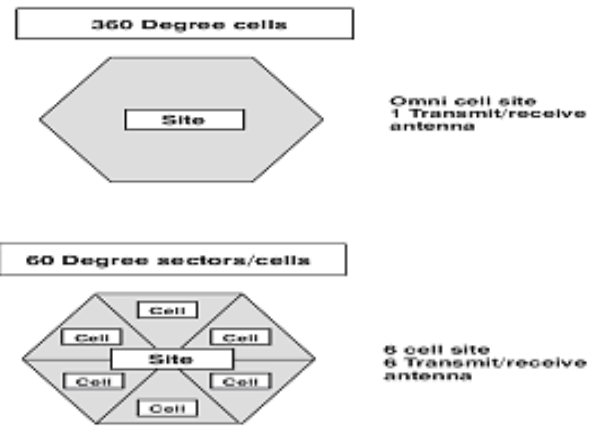 360 Degree cells
Site
Omni cell site
1 Transmit/receive
antenna
60 Degree sectors/cells
Cell
Cell
Cell
Site
Cell
Cell
Cell
6 cell site
6 Transmit/receive
antenna